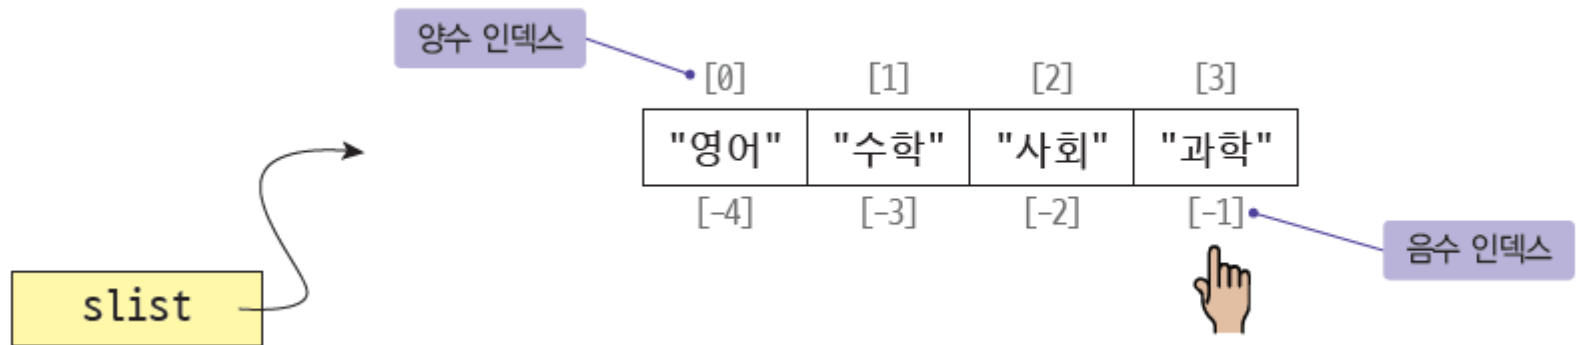 양수 인덱스
[0] [1] [2] [3]
"영어" "수학" "사회" "과학"
[-4] [-3] [-2] [-1]
음수 인덱스
slist